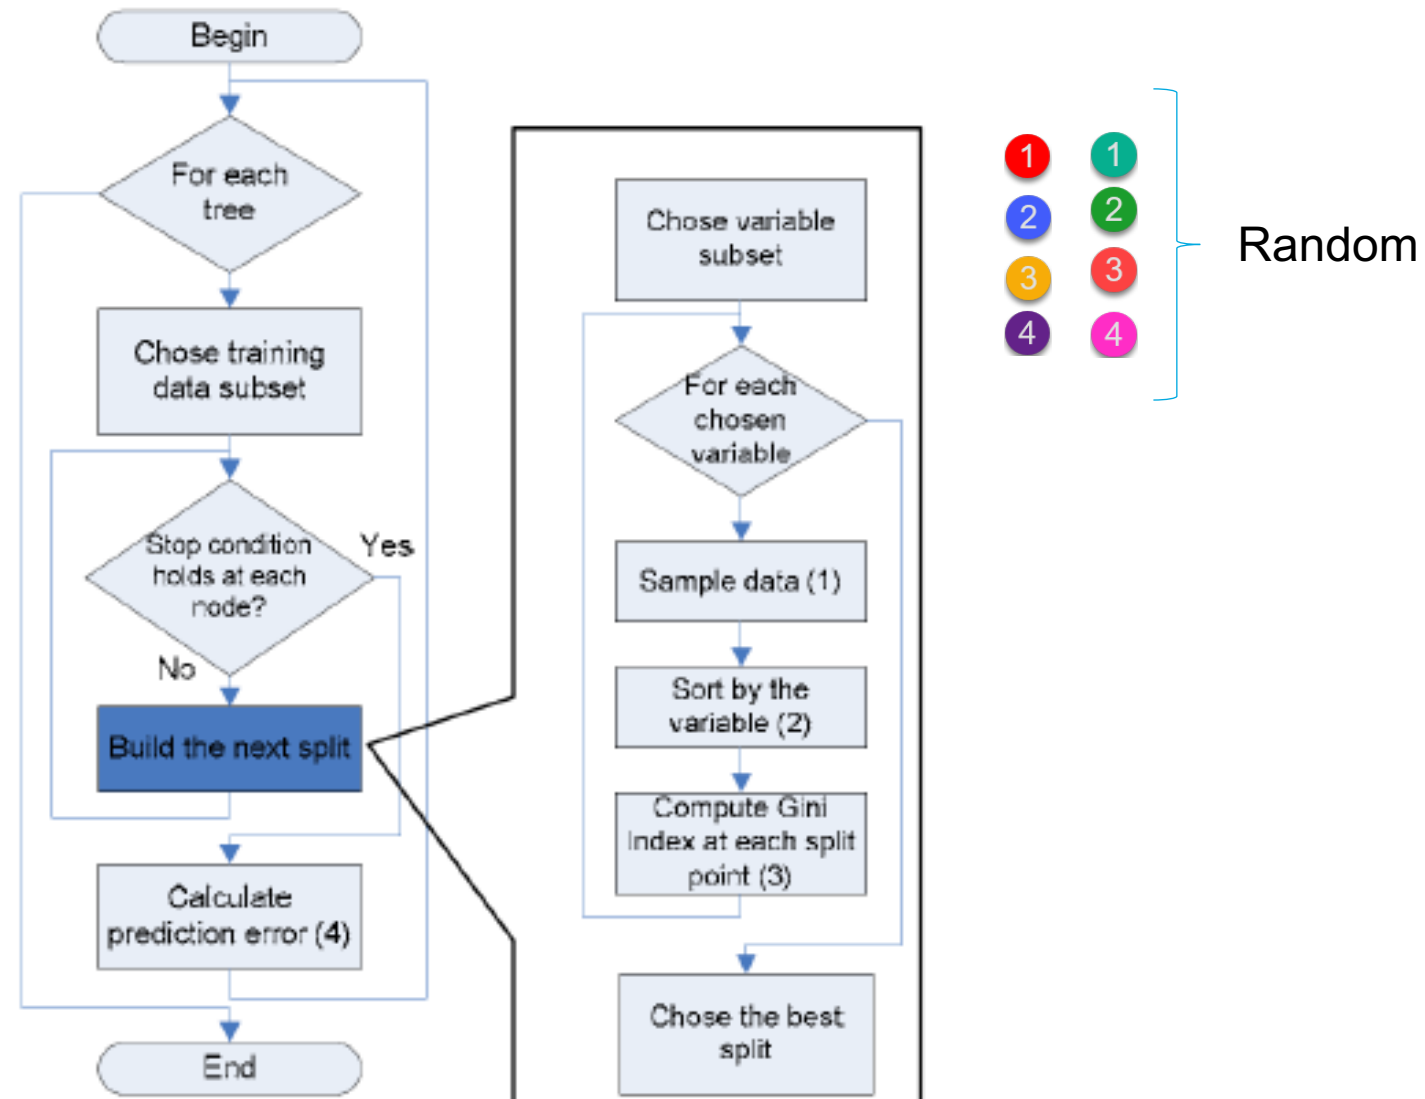 Begin
For each
tree
Chose training
data subset
Stop condition
holds at each
node?
Yes
No
Build the next split
Calculate
prediction error (4)
End
Chose variable
subset
For each
chosen
variable
Sample data (1)
Sort by the
variable (2)
Compute Gini
Index at each split
point (3)
Chose the best
split
1 1
2 2
3 3
4 4
Random